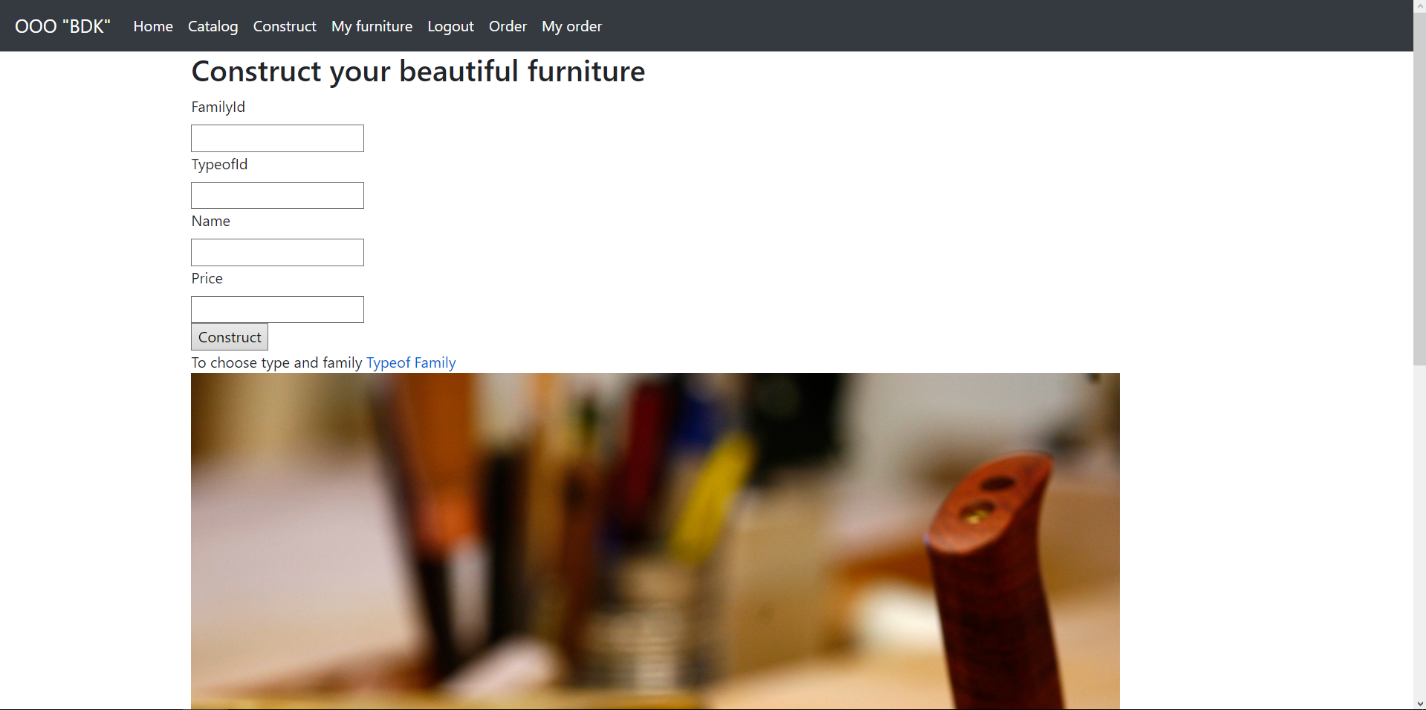 OOO "BDK" Home Catalog Construct My furniture Logout Order My order
Construct your beautiful furniture
FamilyId
TypeofId
Name
Price
Construct
To choose type and family Typeof Family